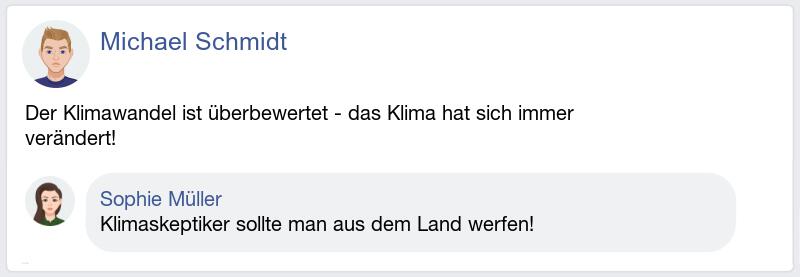 Michael Schmidt
Der Klimawandel ist überbewertet - das Klima hat sich immer
verändert!
Sophie Müller
Klimaskeptiker sollte man aus dem Land werfen!